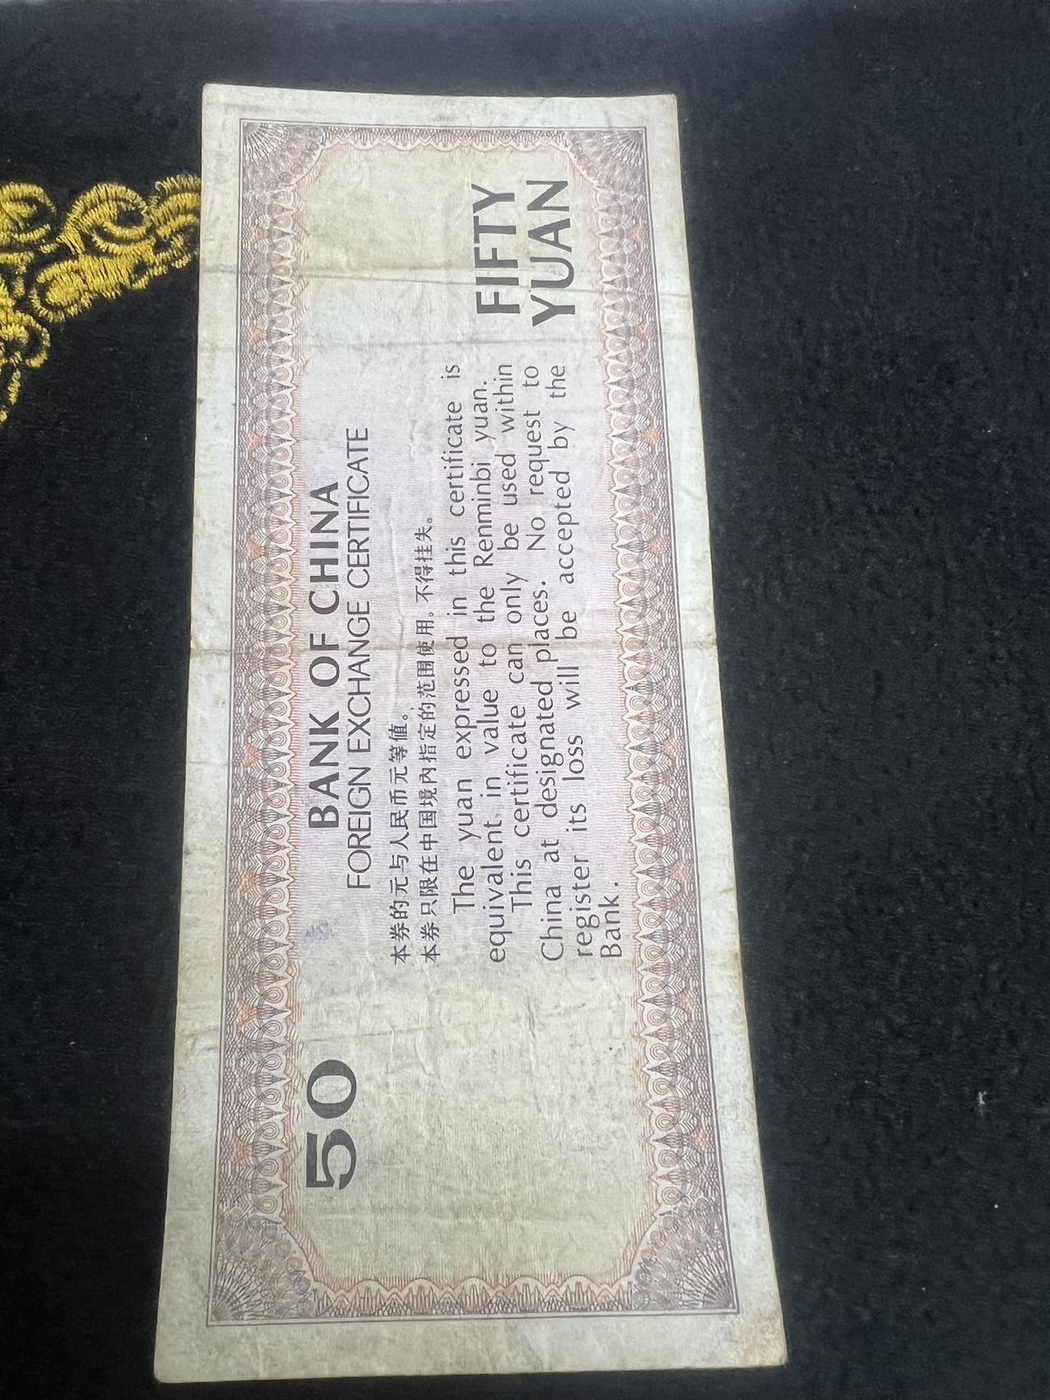 50
BANK OF CHINA
FOREIGN EXCHANGE CERTIFICATE
本券的元与人民币元等值。
本券只限在中国境内指定的范围使用。不得挂失。
The yuan expressed in this certificate is
equivalent in value to the Renminbi yuan.
This certificate can only be used within
China at designated places. No request to
register its loss will be accepted by the
Bank.
FIFTY
YUAN